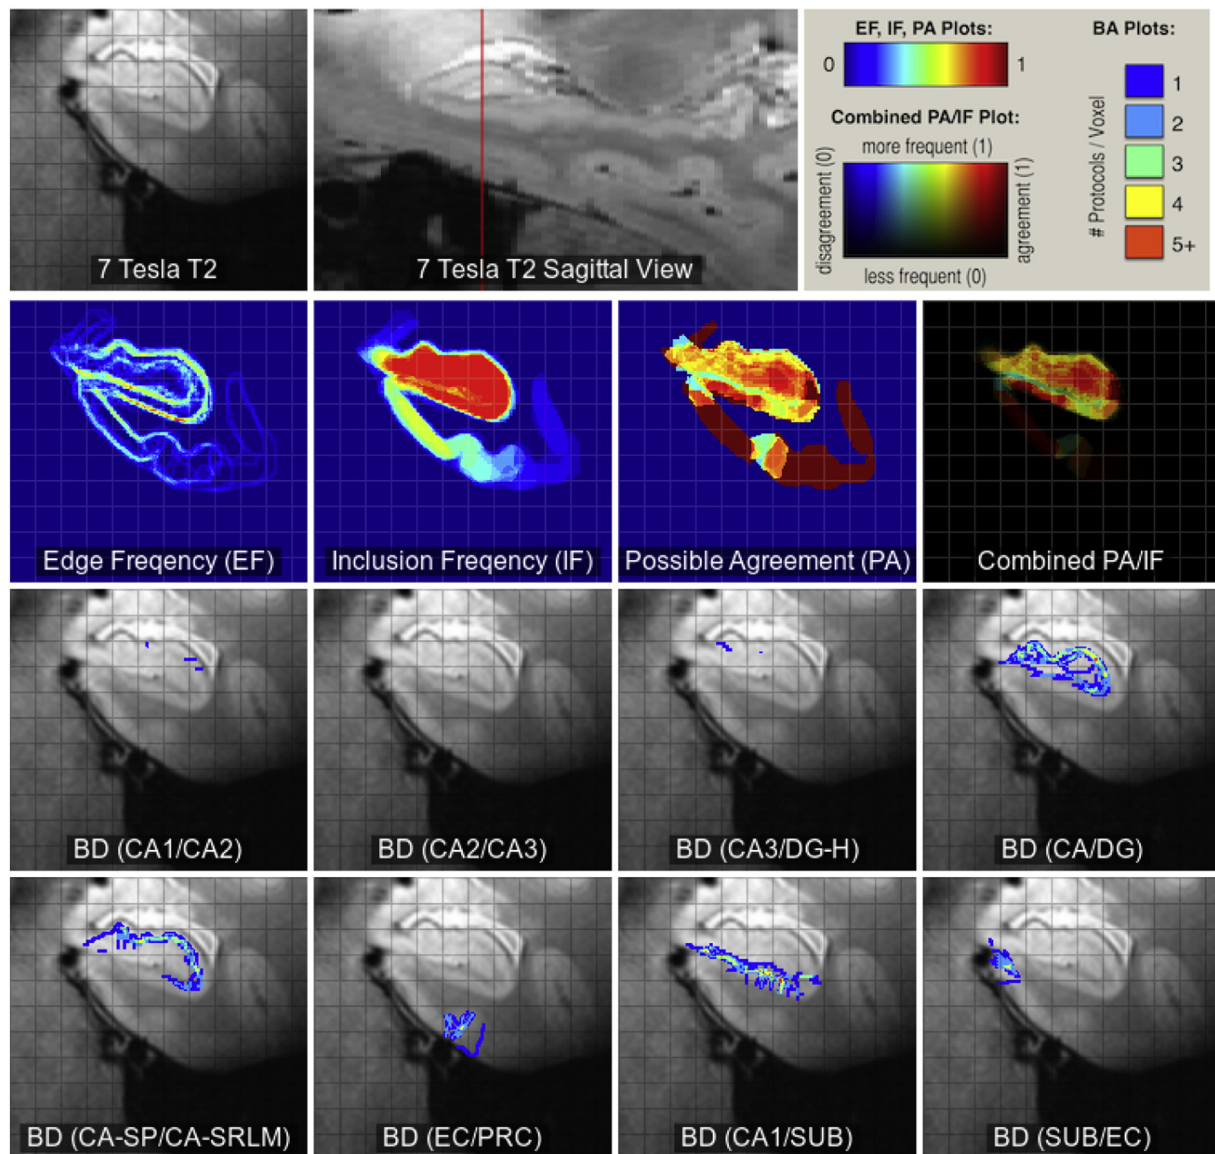 7 Tesla T2
7 Tesla T2 Sagittal View
EF, IF, PA Plots:
0
1
Combined PA/IF Plot:
more frequent (1)
disagreement (0)
agreement (1)
less frequent (0)
BA Plots:
# Protocols / Voxel
1
2
3
4
5+
Edge Freqency (EF)
Inclusion Freqency (IF)
Possible Agreement (PA)
Combined PA/IF
BD (CA1/CA2)
BD (CA2/CA3)
BD (CA3/DG-H)
BD (CA/DG)
BD (CA-SP/CA-SRLM)
BD (EC/PRC)
BD (CA1/SUB)
BD (SUB/EC)